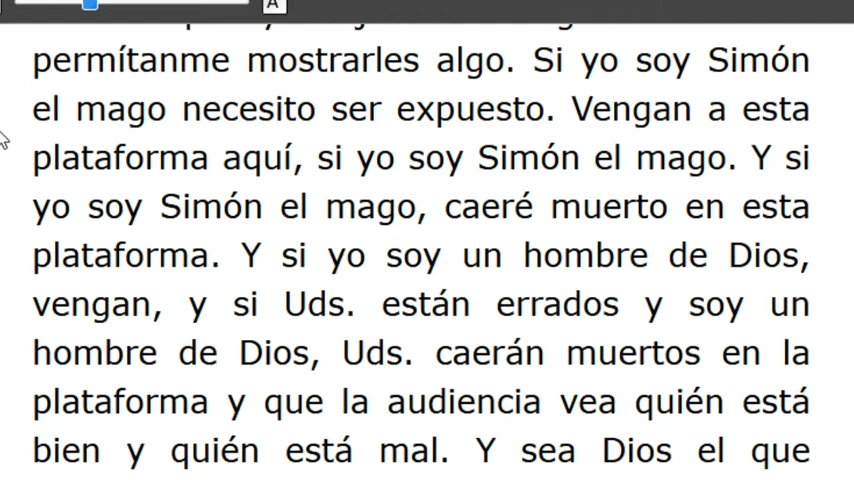 A
permítanme mostrarles algo. Si yo soy Simón
el mago necesito ser expuesto. Vengan a esta
plataforma aquí, si yo soy Simón el mago. Y si
yo soy Simón el mago, caeré muerto en esta
plataforma. Y si yo soy un hombre de Dios,
vengan, y si Uds. están errados y soy un
hombre de Dios, Uds. caerán muertos en la
plataforma y que la audiencia vea quién está
bien y quién está mal. Y sea Dios el que